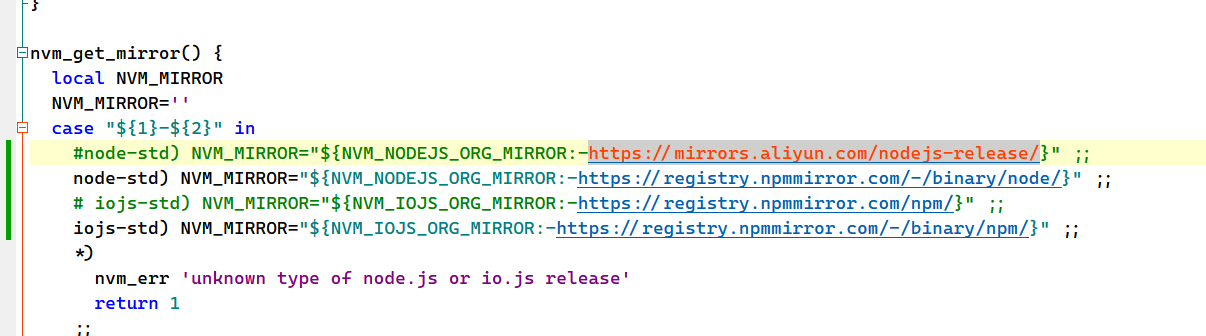 }
nvm_get_mirror() {
  local NVM_MIRROR
  NVM_MIRROR=''
  case "${1}-${2}" in
    #node-std) NVM_MIRROR="${NVM_NODEJS_ORG_MIRROR:-https://mirrors.aliyun.com/nodejs-release/}" ;;
    node-std) NVM_MIRROR="${NVM_NODEJS_ORG_MIRROR:-https://registry.npmmirror.com/-/binary/node/}" ;;
    # iojs-std) NVM_MIRROR="${NVM_IOJS_ORG_MIRROR:-https://registry.npmmirror.com/npm/}" ;;
    iojs-std) NVM_MIRROR="${NVM_IOJS_ORG_MIRROR:-https://registry.npmmirror.com/-/binary/npm/}" ;;
    *)
      nvm_err 'unknown type of node.js or io.js release'
      return 1
    ;;